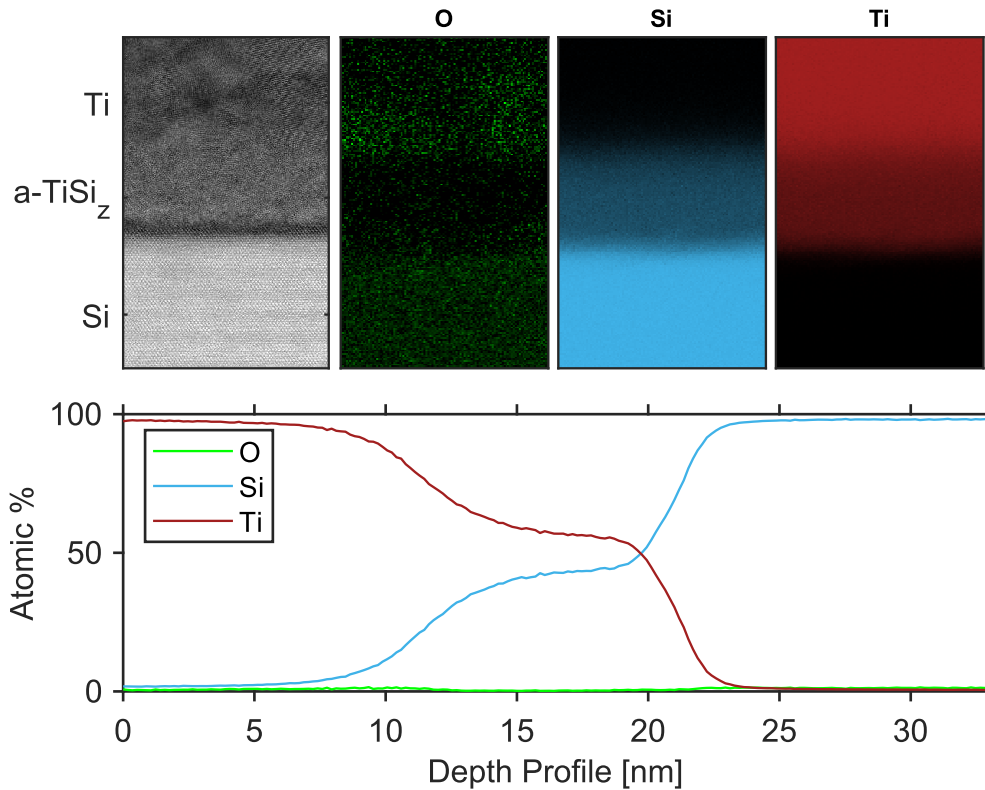 O Si Ti
Ti
a-TiSi_z
Si
100
50
0
Atomic %
O
Si
Ti
0 5 10 15 20 25 30
Depth Profile [nm]